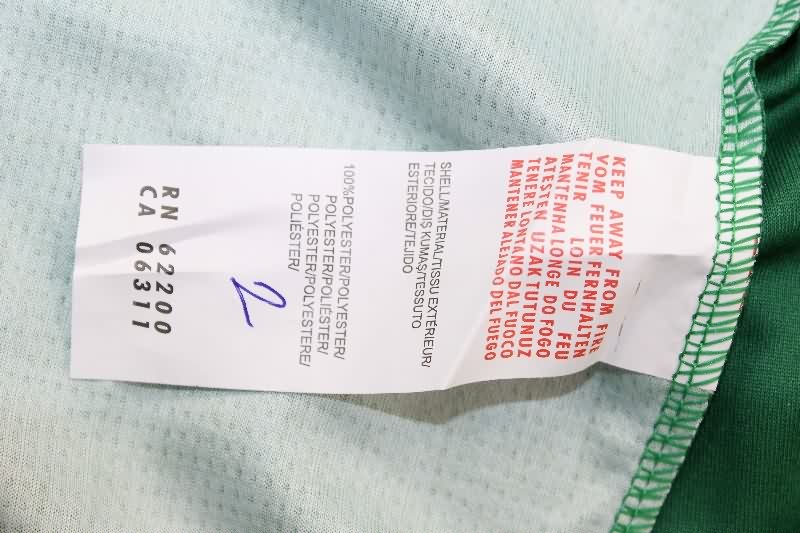 KEEP AWAY FROM FIRE
VOM FEUER FERNHALTEN
TENIR LOIN DU FEU
MANTENHA LONGE DO FOGO
ATESTEN UZAK TUTUNUZ
TENERE LONTANO DAL FUOCO
MANTENER ALEJADO DEL FUEGO
SHELL/MATERIAL/TISSU EXTÉRIEUR/
TECIDO/DIŞ KUMAŞ/TESSUTO
ESTERIORE/TEJIDO
100%POLYESTER/POLYESTER/
POLYESTER/POLIÉSTER/
POLYESTER/POLYESTERE/
POLIÉSTER/
2
RN 62200
CA 06311